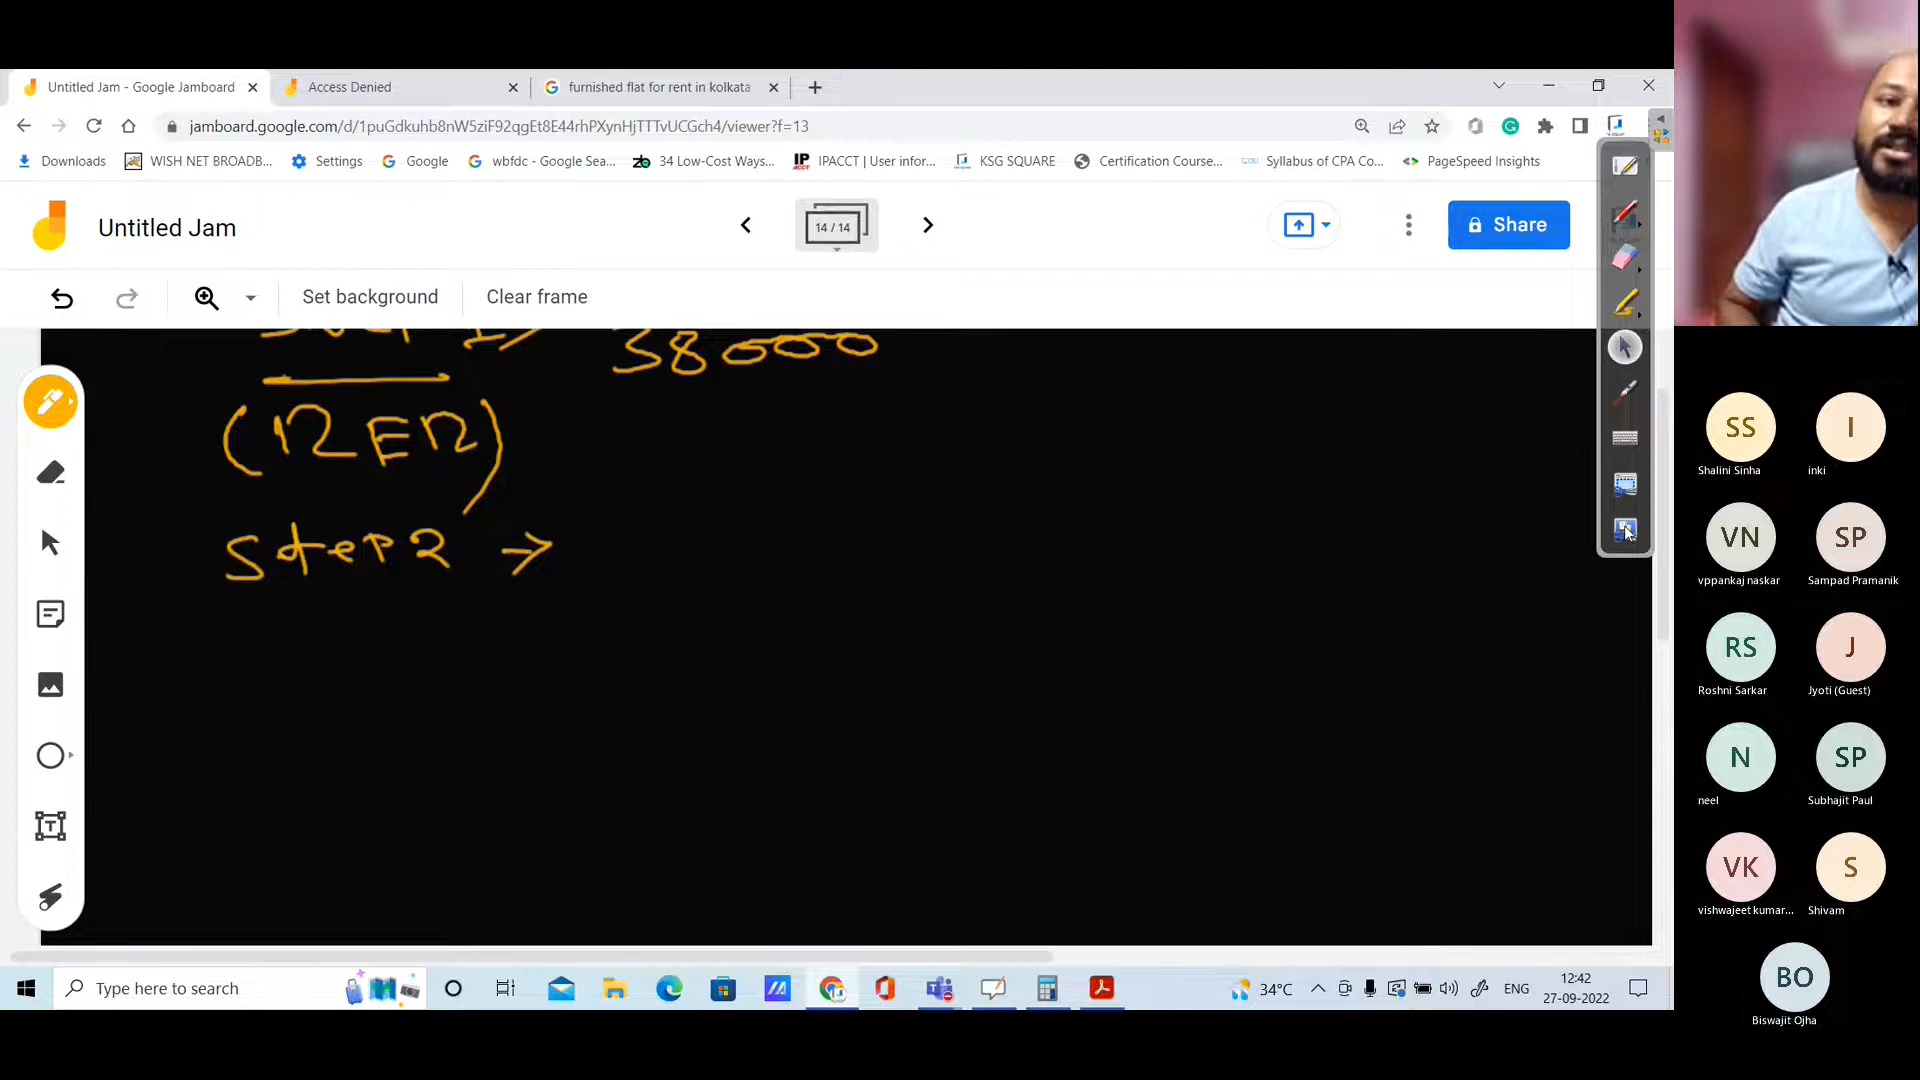 Untitled Jam - Google Jamboard
Access Denied
furnished flat for rent in kolkata
jamboard.google.com/d/1puGdkuhb8nW5ziF92qgEt8E44rhPXynHjTTTvUCGch4/viewer?f=13
Downloads
WISH NET BROADB...
Settings
Google
wbfdc - Google Sea...
34 Low-Cost Ways...
IPACCT | User infor...
KSG SQUARE
Certification Course...
Syllabus of CPA Co...
PageSpeed Insights
Untitled Jam
14 / 14
Share
Set background
Clear frame
38000
(RER)
Step 2 →
SS
Shalini Sinha
I
inki
VN
vppankaj naskar
SP
Sampad Pramanik
RS
Roshni Sarkar
J
Jyoti (Guest)
N
neel
SP
Subhajit Paul
VK
vishwajeet kumar...
S
Shivam
BO
Biswajit Ojha
Type here to search
34°C
ENG
12:42
27-09-2022